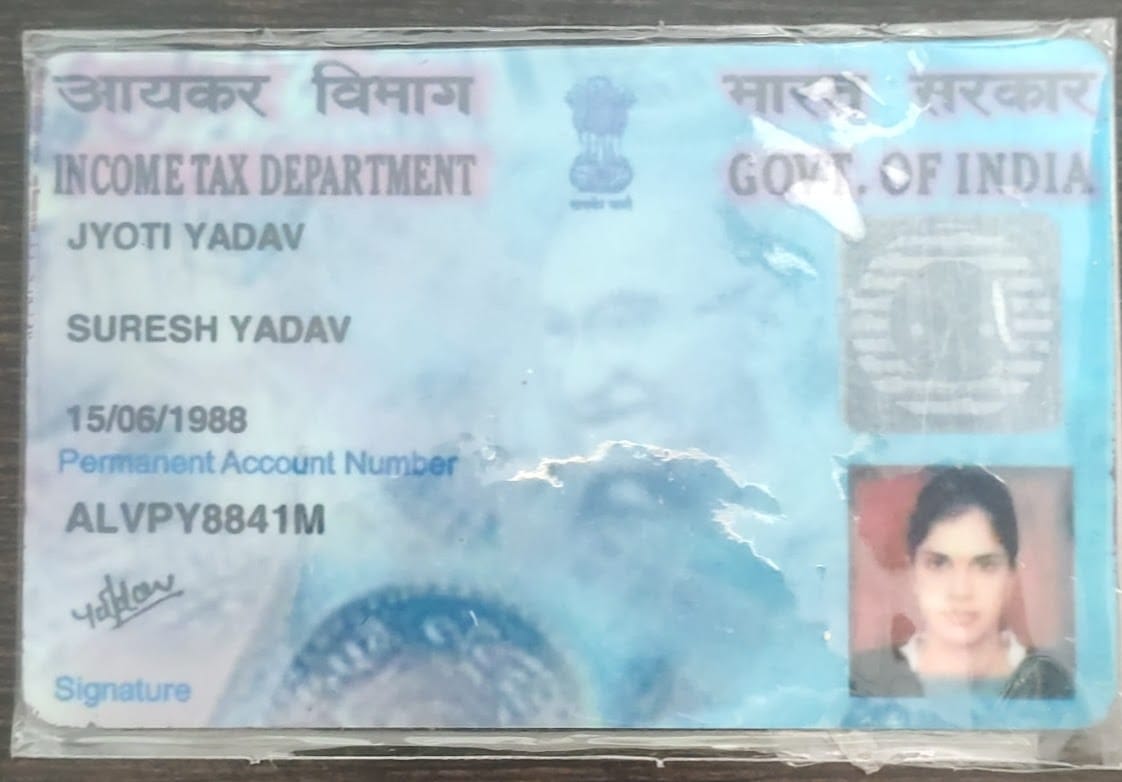 आयकर विभाग
भारत सरकार
INCOME TAX DEPARTMENT
GOVT. OF INDIA
JYOTI YADAV
SURESH YADAV
15/06/1988
Permanent Account Number
ALVPY8841M
Signature